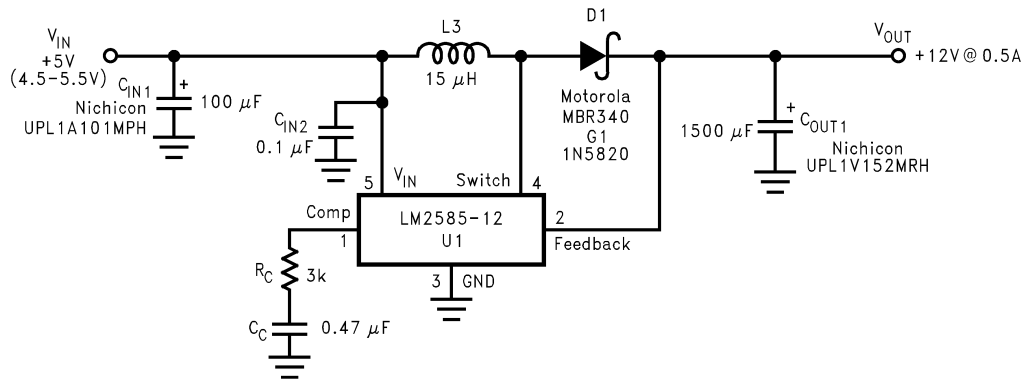 V_IN
+5V
(4.5–5.5V)
C_IN1
+
Nichicon
UPL1A101MPH
100 μF
C_IN2
0.1 μF
L3
15 μH
D1
Motorola
MBR340
G1
1N5820
V_OUT
+12V@ 0.5A
1500 μF
+
C_OUT1
Nichicon
UPL1V152MRH
5
V_IN
Switch
4
Comp
1
LM2585-12
U1
2
Feedback
3
GND
R_C
3k
C_C
0.47 μF